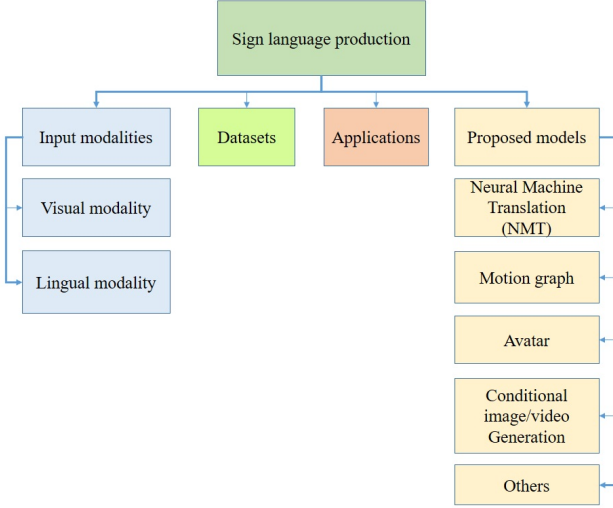 Sign language production
Input modalities
Datasets
Applications
Proposed models
Visual modality
Lingual modality
Neural Machine
Translation
(NMT)
Motion graph
Avatar
Conditional
image/video
Generation
Others